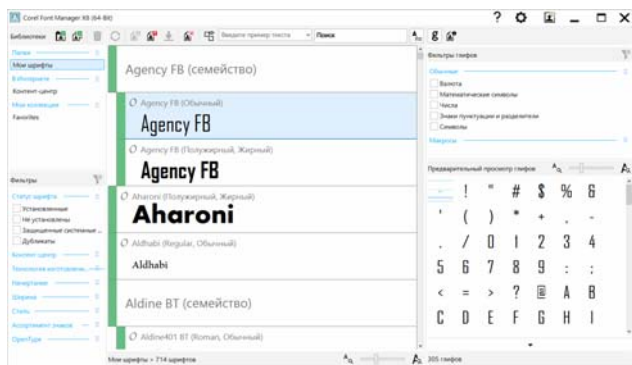 Corel Font Manager X8 (64-Bit)
Библиотеки
Введите пример текста
Поиск
Папки
Мои шрифты
В Интернете
Контент-центр
Мои коллекции
Favorites
Фильтры
Статус шрифта
Установленные
Не установлены
Защищенные системные ...
Дубликаты
Контент-центр
Технология изготовлени...
Начертание
Ширина
Стиль
Ассортимент знаков
OpenType
Agency FB (семейство)
Agency FB (Обычный)
Agency FB
Agency FB (Полужирный, Жирный)
Agency FB
Aharoni (Полужирный, Жирный)
Aharoni
Aldhabi (Regular, Обычный)
Aldhabi
Aldine BT (семейство)
Aldine401 BT (Roman, Обычный)
Мои шрифты > 714 шрифтов
Фильтры глифов
Обычные
Валюта
Математические символы
Числа
Знаки пунктуации и разделители
Символы
Макросы
Предварительный просмотр глифов
! " # $ % &
' ( ) * + , -
. / 0 1 2 3 4
5 6 7 8 9 : ;
< = > ? @ A B
C D E F G H I
305 глифов